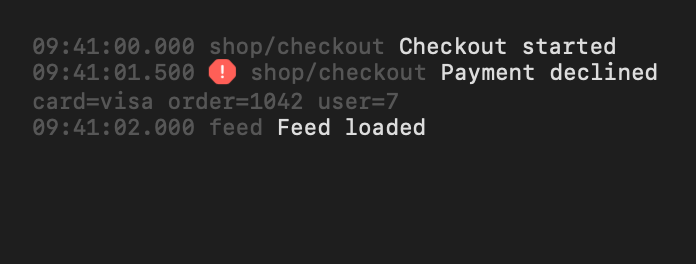 09:41:00.000 shop/checkout Checkout started
09:41:01.500 ! shop/checkout Payment declined
card=visa order=1042 user=7
09:41:02.000 feed Feed loaded